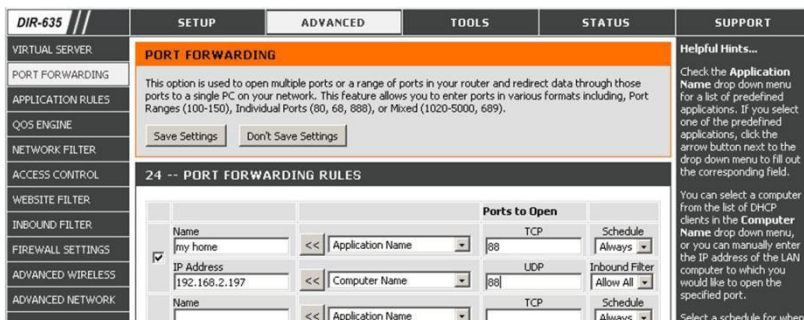 DIR-635
SETUP
ADVANCED
TOOLS
STATUS
SUPPORT
VIRTUAL SERVER
PORT FORWARDING
APPLICATION RULES
QOS ENGINE
NETWORK FILTER
ACCESS CONTROL
WEBSITE FILTER
INBOUND FILTER
FIREWALL SETTINGS
ADVANCED WIRELESS
ADVANCED NETWORK
PORT FORWARDING
This option is used to open multiple ports or a range of ports in your router and redirect data through those
ports to a single PC on your network. This feature allows you to enter ports in various formats including, Port
Ranges (100-150), Individual Ports (80, 68, 888), or Mixed (1020-5000, 689).
Save Settings
Don't Save Settings
24 -- PORT FORWARDING RULES
Ports to Open
Name
TCP
Schedule
my home
<<
Application Name
88
Always
IP Address
UDP
Inbound Filter
192.168.2.197
<<
Computer Name
88
Allow All
Name
TCP
Schedule
<<
Application Name
Always
Helpful Hints...
Check the Application
Name drop down menu
for a list of predefined
applications. If you select
one of the predefined
applications, click the
arrow button next to the
drop down menu to fill out
the corresponding field.
You can select a computer
from the list of DHCP
clients in the Computer
Name drop down menu,
or you can manually enter
the IP address of the LAN
computer to which you
would like to open the
specified port.
Select a schedule for when